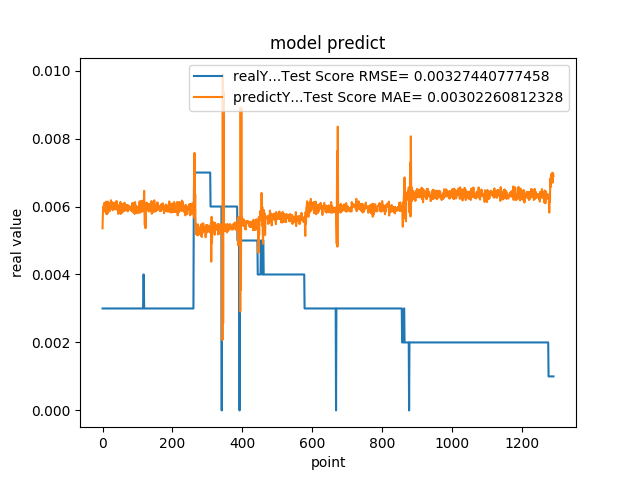 model predict
realY...Test Score RMSE= 0.00327440777458
predictY...Test Score MAE= 0.00302260812328
0.010
0.008
0.006
0.004
0.002
0.000
real value
0 200 400 600 800 1000 1200
point